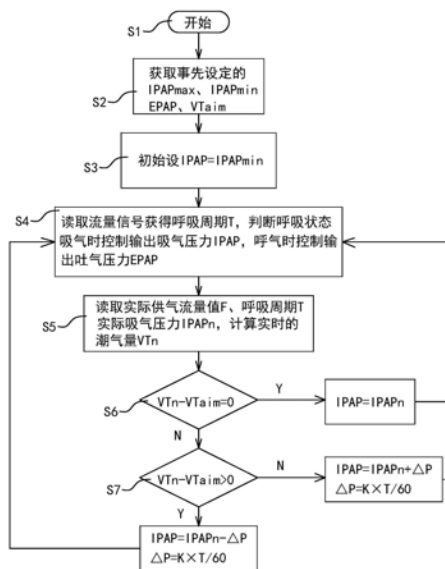 S1
开始
S2
获取事先设定的
IPAPmax、IPAPmin
EPAP、VTaim
S3
初始设IPAP=IPAPmin
S4
读取流量信号获得呼吸周期T，判断呼吸状态
吸气时控制输出吸气压力IPAP，呼气时控制输
出吐气压力EPAP
S5
读取实际供气流量值F、呼吸周期T
实际吸气压力IPAPn，计算实时的
潮气量VTn
S6
VTn-VTaim=0
Y
IPAP=IPAPn
N
S7
VTn-VTaim>0
N
IPAP=IPAPn+△P
△P=K×T/60
Y
IPAP=IPAPn-△P
△P=K×T/60